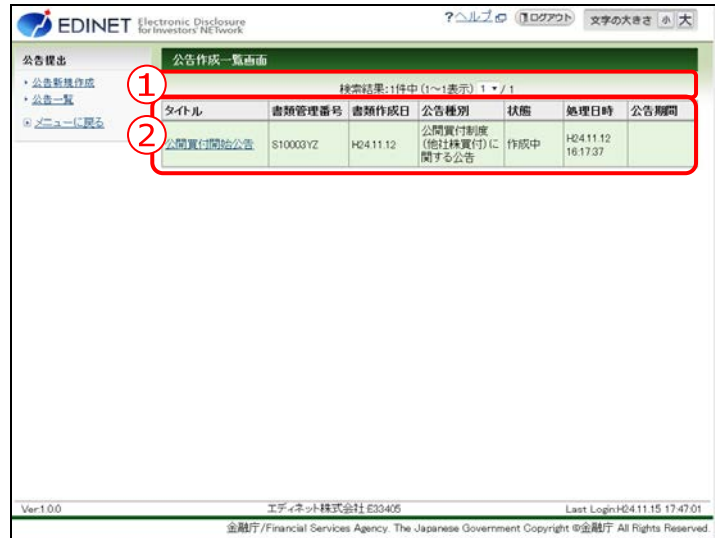 EDINET Electronic Disclosure for Investors' NETwork
?ヘルプ ログアウト 文字の大きさ 小 大
公告提出
公告作成一覧画面
・公告新規作成
・公告一覧
メニューに戻る
①
検索結果:1件中(1～1表示) 1 ▼ / 1
タイトル 書類管理番号 書類作成日 公告種別 状態 処理日時 公告期間
②
公開買付開始公告 S10003YZ H24.11.12 公開買付制度(他社株買付)に関する公告 作成中 H24.11.12 16:17:37
Ver.1.0.0 エディネット株式会社 E33405 Last Login:H24.11.15 17:47:01
金融庁/Financial Services Agency. The Japanese Government Copyright ©金融庁 All Rights Reserved.